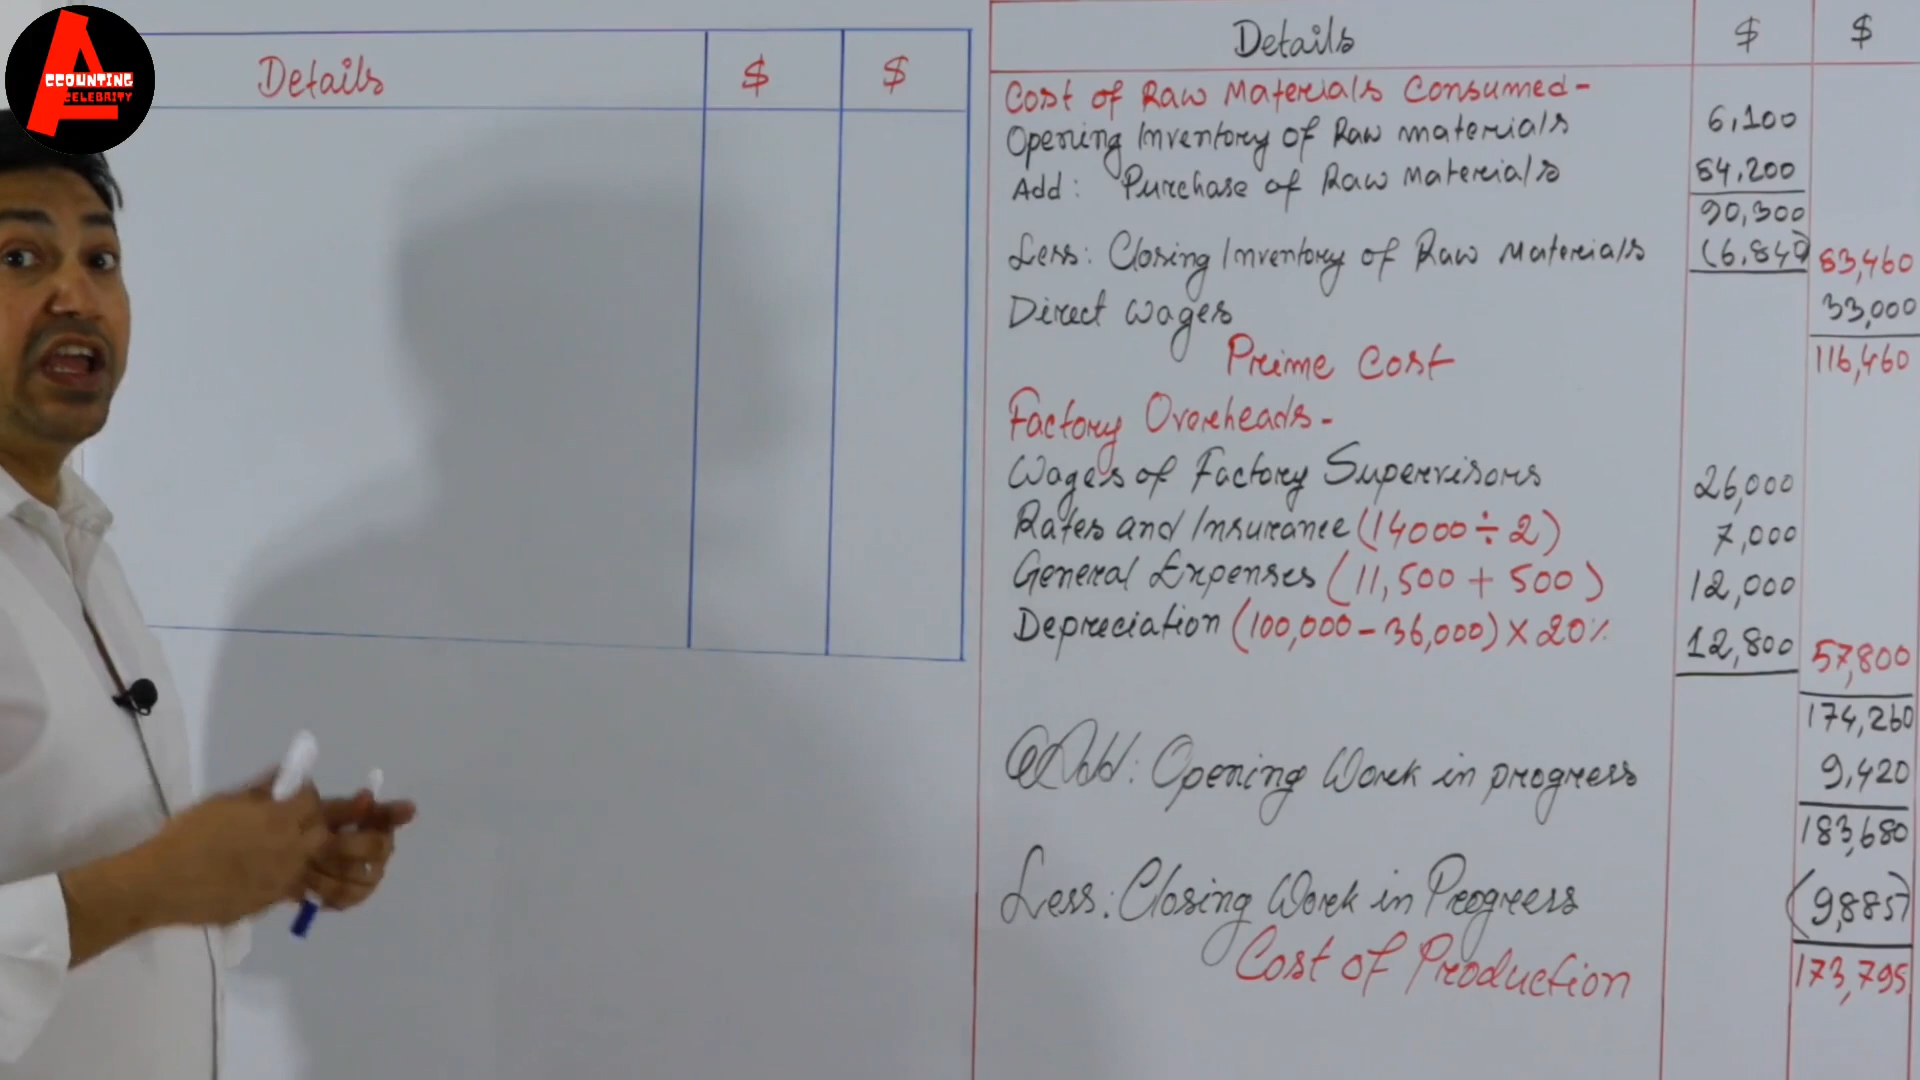 ACCOUNTING
CELEBRITY
Details $ $
Details $ $
Cost of Raw Materials Consumed-
Opening Inventory of Raw materials 6,100
Add: Purchase of Raw Materials 84,200
90,300
Less: Closing Inventory of Raw Materials (6,840) 83,460
Direct Wages 33,000
Prime Cost 116,460
Factory Overheads-
Wages of Factory Supervisors 26,000
Rates and Insurance (14000÷2) 7,000
General Expenses (11,500 + 500) 12,000
Depreciation (100,000-36,000) × 20% 12,800 57,800
174,260
Add: Opening Work in progress 9,420
183,680
Less: Closing Work in Progress (9,885)
Cost of Production 173,795